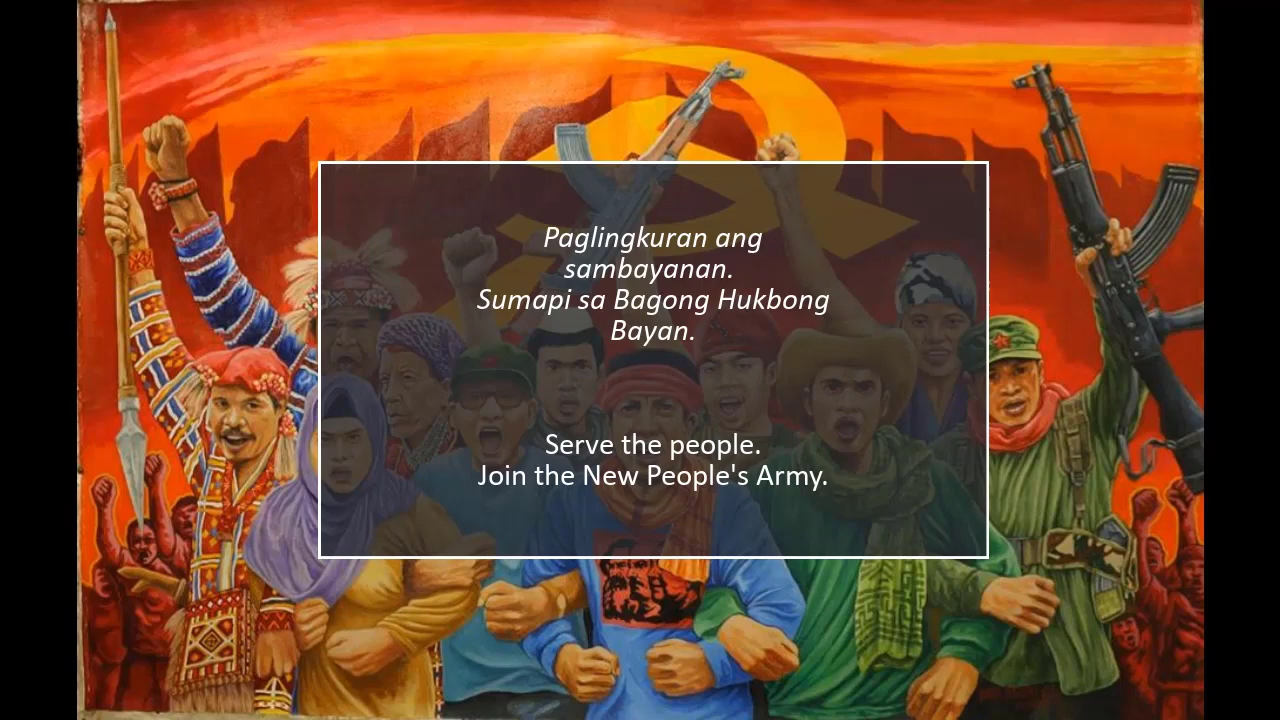 Paglingkuran ang
sambayanan.
Sumapi sa Bagong Hukbong
Bayan.
Serve the people.
Join the New People's Army.